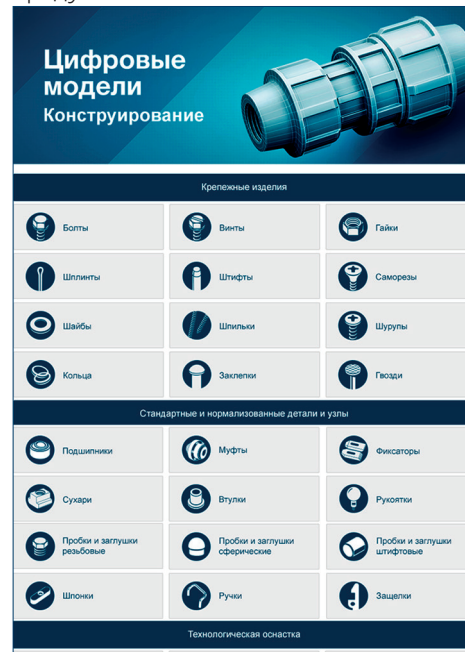 Цифровые
модели
Конструирование
Крепежные изделия
Болты
Винты
Гайки
Шплинты
Штифты
Саморезы
Шайбы
Шпильки
Шурупы
Кольца
Заклепки
Гвозди
Стандартные и нормализованные детали и узлы
Подшипники
Муфты
Фиксаторы
Сухари
Втулки
Рукоятки
Пробки и заглушки
резьбовые
Пробки и заглушки
сферические
Пробки и заглушки
штифтовые
Шпонки
Ручки
Защелки
Технологическая оснастка